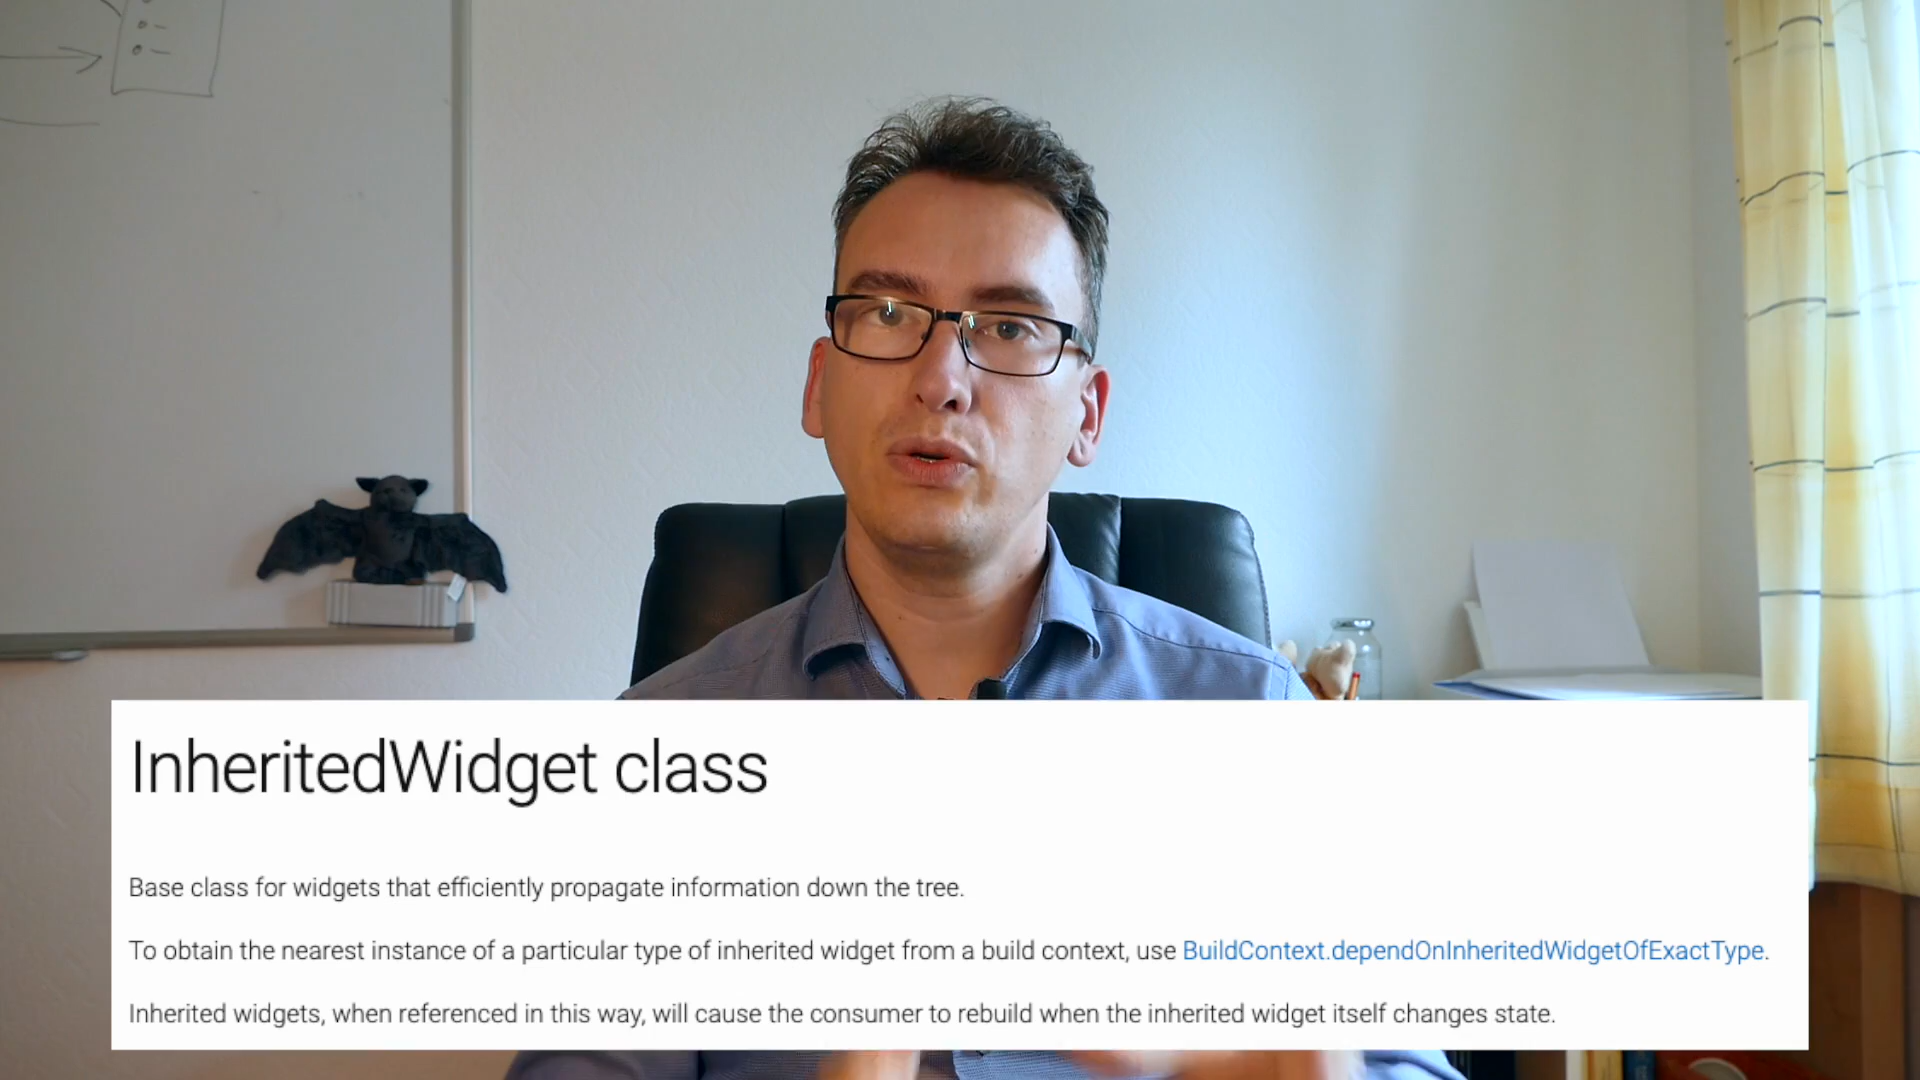 InheritedWidget class
Base class for widgets that efficiently propagate information down the tree.
To obtain the nearest instance of a particular type of inherited widget from a build context, use BuildContext.dependOnInheritedWidgetOfExactType.
Inherited widgets, when referenced in this way, will cause the consumer to rebuild when the inherited widget itself changes state.